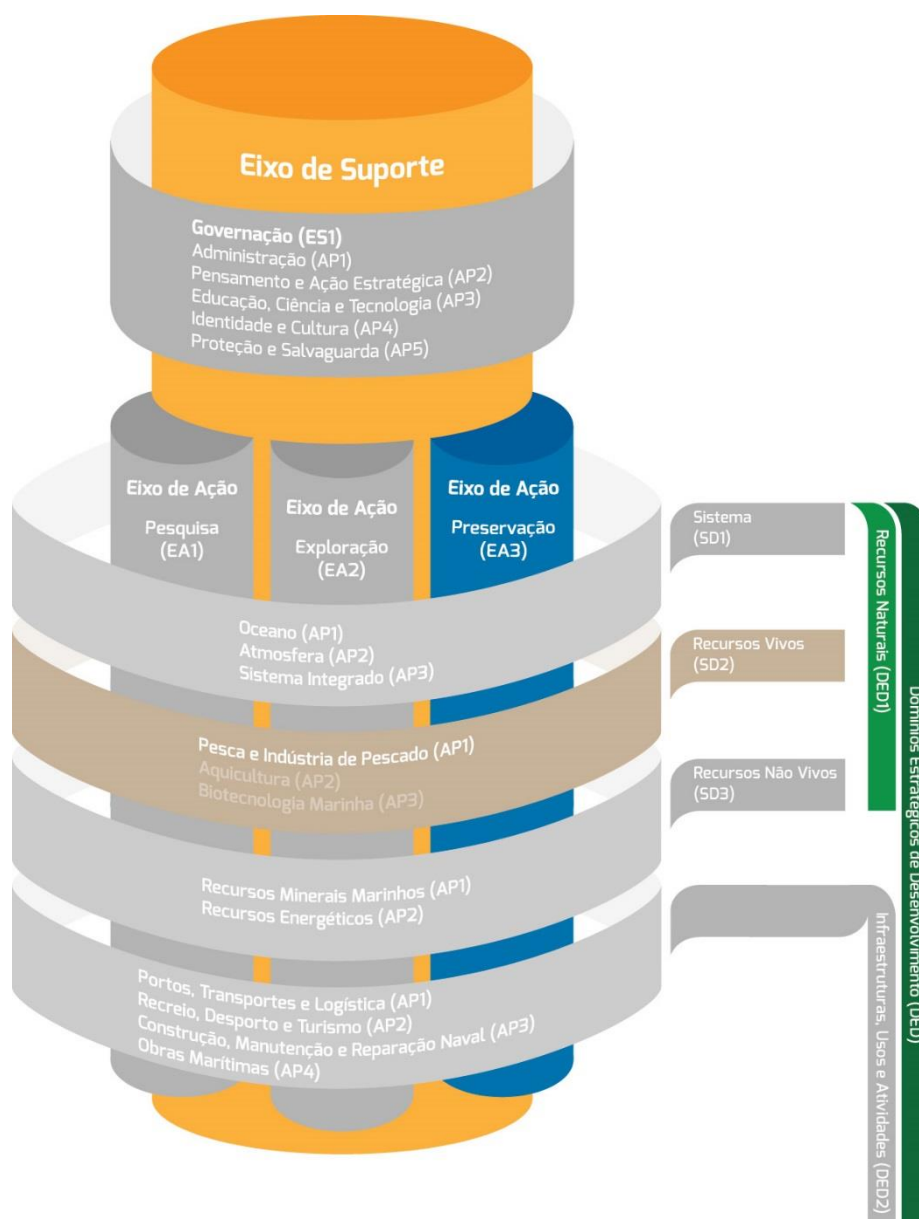 Eixo de Suporte
Governação (ES1)
Administração (AP1)
Pensamento e Ação Estratégica (AP2)
Educação, Ciência e Tecnologia (AP3)
Identidade e Cultura (AP4)
Proteção e Salvaguarda (AP5)
Eixo de Ação
Pesquisa
(EA1)
Eixo de Ação
Exploração
(EA2)
Eixo de Ação
Preservação
(EA3)
Oceano (AP1)
Atmosfera (AP2)
Sistema Integrado (AP3)
Pesca e Indústria de Pescado (AP1)
Aquicultura (AP2)
Biotecnologia Marinha (AP3)
Recursos Minerais Marinhos (AP1)
Recursos Energéticos (AP2)
Portos, Transportes e Logística (AP1)
Recreio, Desporto e Turismo (AP2)
Construção, Manutenção e Reparação Naval (AP3)
Obras Marítimas (AP4)
Sistema
(SD1)
Recursos Vivos
(SD2)
Recursos Não Vivos
(SD3)
Recursos Naturais (DED1)
Infraestruturas, Usos e Atividades (DED2)
Domínios Estratégicos de Desenvolvimento (DED)